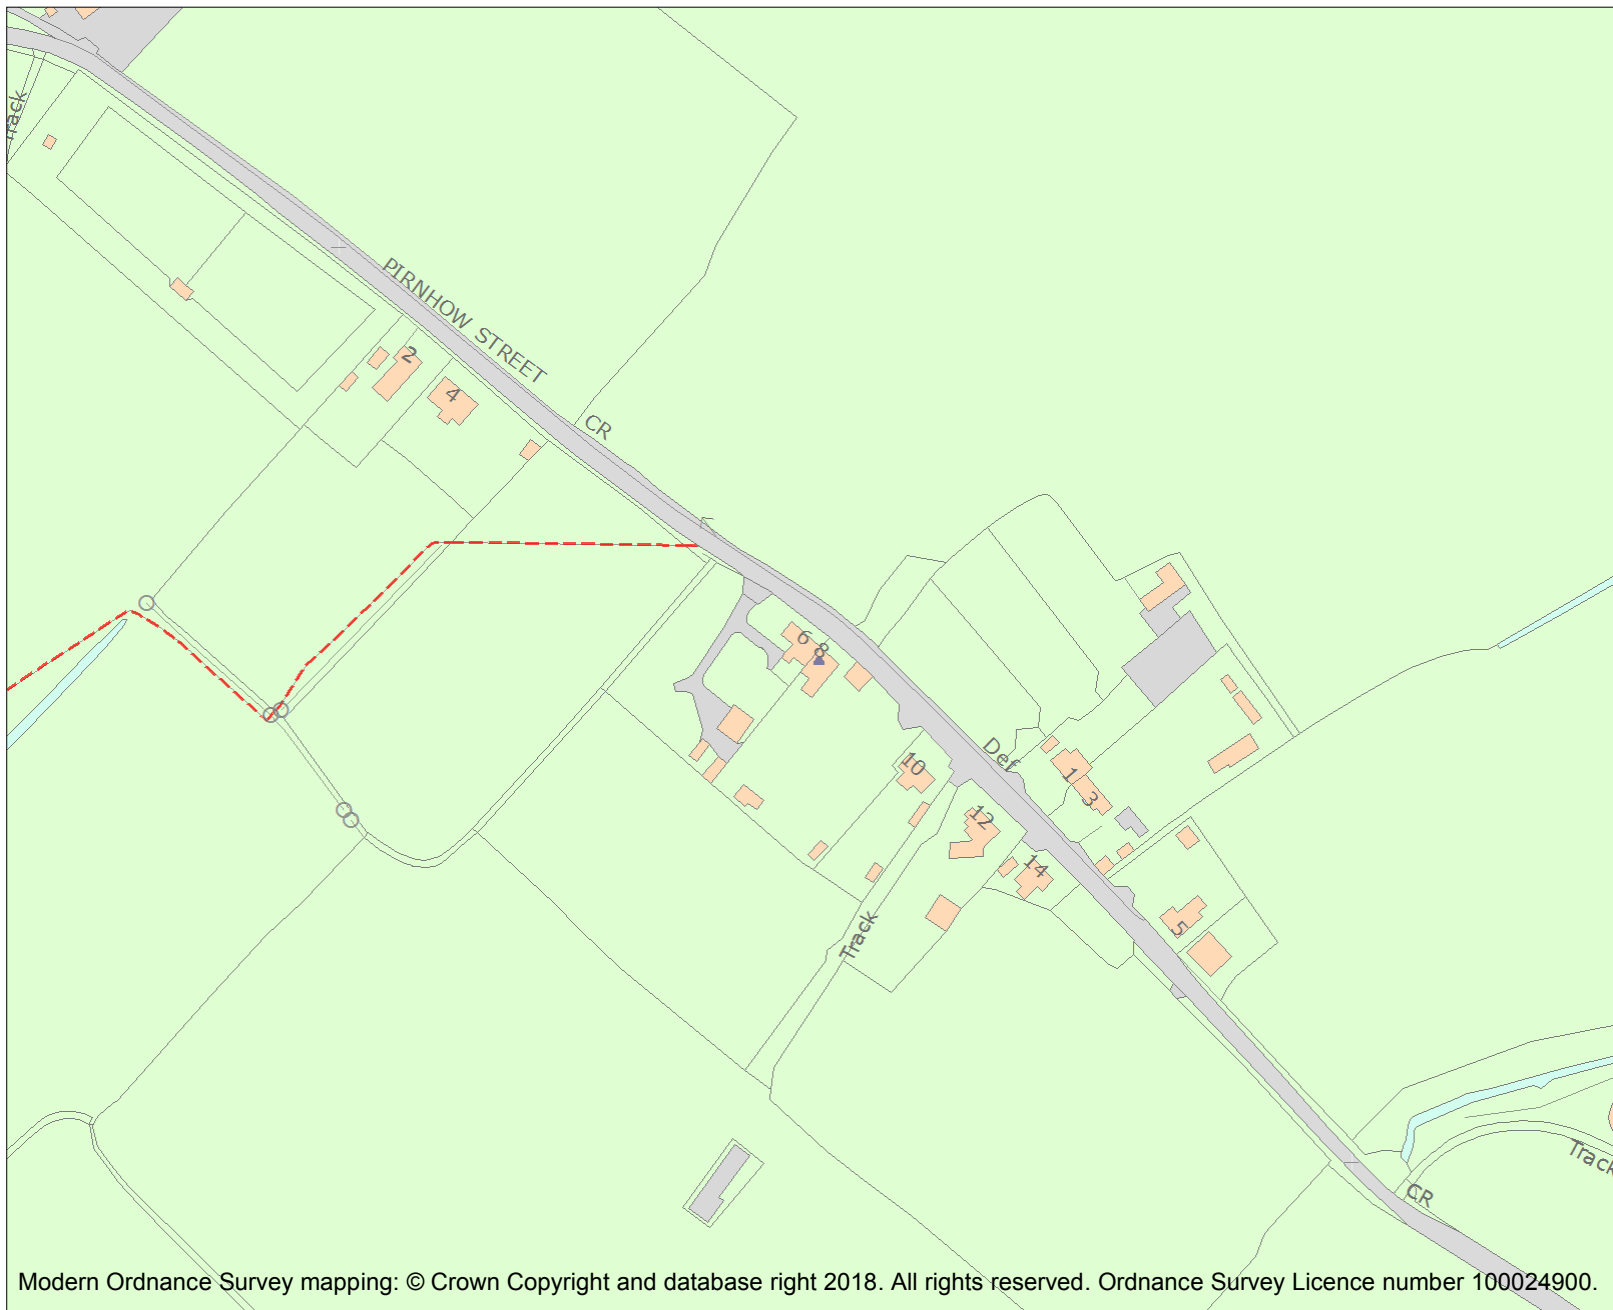 Track
PIRNHOW STREET
2
4
CR
6
8
Def
10
1
3
12
14
Track
5
Track
CR
Modern Ordnance Survey mapping: © Crown Copyright and database right 2018. All rights reserved. Ordnance Survey Licence number 100024900.